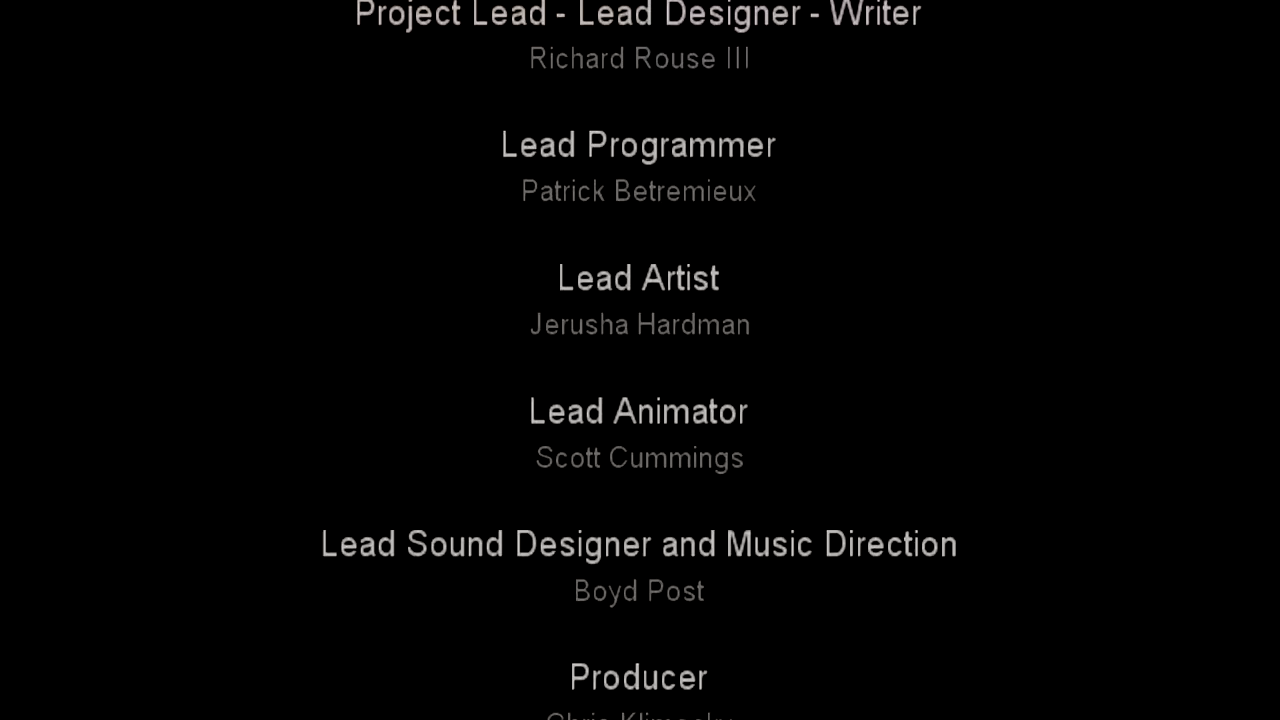 Project Lead - Lead Designer - Writer
Richard Rouse III
Lead Programmer
Patrick Betremieux
Lead Artist
Jerusha Hardman
Lead Animator
Scott Cummings
Lead Sound Designer and Music Direction
Boyd Post
Producer
Chris